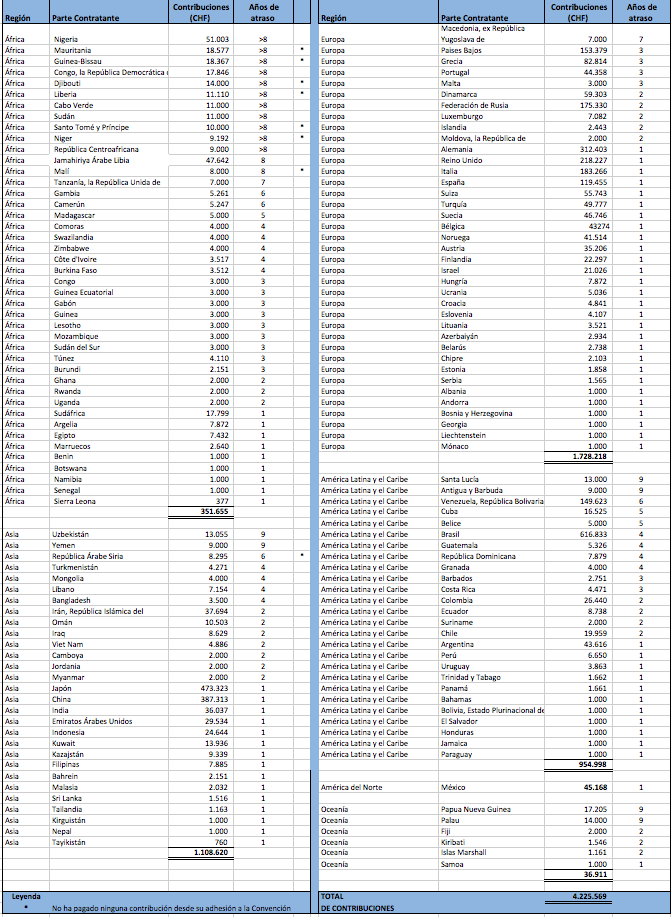 Región Parte Contratante Contribuciones (CHF) Años de atraso
África Nigeria 51.003 >8
África Mauritania 18.577 >8 *
África Guinea-Bissau 18.367 >8 *
África Congo, la República Democrática 17.846 >8
África Djibouti 14.000 >8 *
África Liberia 11.110 >8 *
África Cabo Verde 11.000 >8
África Sudán 11.000 >8
África Santo Tomé y Príncipe 10.000 >8 *
África Niger 9.192 >8 *
África República Centroafricana 9.000 >8
África Jamahiriya Árabe Libia 47.642 8
África Malí 8.000 8 *
África Tanzanía, la República Unida de 7.000 7
África Gambia 5.261 6
África Camerún 5.247 6
África Madagascar 5.000 5
África Comoras 4.000 4
África Swazilandia 4.000 4
África Zimbabwe 4.000 4
África Côte d'Ivoire 3.517 4
África Burkina Faso 3.512 4
África Congo 3.000 3
África Guinea Ecuatorial 3.000 3
África Gabón 3.000 3
África Guinea 3.000 3
África Lesotho 3.000 3
África Mozambique 3.000 3
África Sudán del Sur 3.000 3
África Túnez 4.110 3
África Burundi 2.151 3
África Ghana 2.000 2
África Rwanda 2.000 2
África Uganda 2.000 2
África Sudáfrica 17.799 1
África Argelia 7.872 1
África Egipto 7.432 1
África Marruecos 2.640 1
África Benin 1.000 1
África Botswana 1.000 1
África Namibia 1.000 1
África Senegal 1.000 1
África Sierra Leona 377 1
351.655
Asia Uzbekistán 13.055 9
Asia Yemen 9.000 9
Asia República Árabe Siria 8.295 6 *
Asia Turkmenistán 4.271 4
Asia Mongolia 4.000 4
Asia Líbano 7.154 4
Asia Bangladesh 3.500 4
Asia Irán, República Islámica del 37.694 2
Asia Omán 10.503 2
Asia Iraq 8.629 2
Asia Viet Nam 4.886 2
Asia Camboya 2.000 2
Asia Jordania 2.000 2
Asia Myanmar 2.000 2
Asia Japón 473.323 1
Asia China 387.313 1
Asia India 36.037 1
Asia Emiratos Árabes Unidos 29.534 1
Asia Indonesia 24.644 1
Asia Kuwait 13.936 1
Asia Kazajstán 9.339 1
Asia Filipinas 7.885 1
Asia Bahrein 2.151 1
Asia Malasia 2.032 1
Asia Sri Lanka 1.516 1
Asia Tailandia 1.163 1
Asia Kirguistán 1.000 1
Asia Nepal 1.000 1
Asia Tayikistán 760 1
1.108.620
Leyenda
* No ha pagado ninguna contribución desde su adhesión a la Convención
Región Parte Contratante Contribuciones (CHF) Años de atraso
Macedonia, ex República
Europa Yugoslava de 7.000 7
Europa Países Bajos 153.379 3
Europa Grecia 82.814 3
Europa Portugal 44.358 3
Europa Malta 3.000 3
Europa Dinamarca 59.303 2
Europa Federación de Rusia 175.330 2
Europa Luxemburgo 7.082 2
Europa Islandia 2.443 2
Europa Moldova, la República de 2.000 2
Europa Alemania 312.403 1
Europa Reino Unido 218.227 1
Europa Italia 183.266 1
Europa España 119.455 1
Europa Suiza 55.743 1
Europa Turquía 49.777 1
Europa Suecia 46.746 1
Europa Bélgica 43274 1
Europa Noruega 41.514 1
Europa Austria 35.206 1
Europa Finlandia 22.297 1
Europa Israel 21.026 1
Europa Hungría 7.872 1
Europa Ucrania 5.036 1
Europa Croacia 4.841 1
Europa Eslovenia 4.107 1
Europa Lituania 3.521 1
Europa Azerbaiyán 2.934 1
Europa Belarús 2.738 1
Europa Chipre 2.103 1
Europa Estonia 1.858 1
Europa Serbia 1.565 1
Europa Albania 1.000 1
Europa Andorra 1.000 1
Europa Bosnia y Herzegovina 1.000 1
Europa Georgia 1.000 1
Europa Liechtenstein 1.000 1
Europa Mónaco 1.000 1
1.728.218
América Latina y el Caribe Santa Lucía 13.000 9
América Latina y el Caribe Antigua y Barbuda 9.000 9
América Latina y el Caribe Venezuela, República Bolivaria 149.623 6
América Latina y el Caribe Cuba 16.525 5
América Latina y el Caribe Belice 5.000 5
América Latina y el Caribe Brasil 616.833 4
América Latina y el Caribe Guatemala 5.326 4
América Latina y el Caribe República Dominicana 7.879 4
América Latina y el Caribe Granada 4.000 4
América Latina y el Caribe Barbados 2.751 3
América Latina y el Caribe Costa Rica 4.471 3
América Latina y el Caribe Colombia 26.440 2
América Latina y el Caribe Ecuador 8.738 2
América Latina y el Caribe Suriname 2.000 2
América Latina y el Caribe Chile 19.959 2
América Latina y el Caribe Argentina 43.616 1
América Latina y el Caribe Perú 6.650 1
América Latina y el Caribe Uruguay 3.863 1
América Latina y el Caribe Trinidad y Tabago 1.662 1
América Latina y el Caribe Panamá 1.661 1
América Latina y el Caribe Bahamas 1.000 1
América Latina y el Caribe Bolivia, Estado Plurinacional de 1.000 1
América Latina y el Caribe El Salvador 1.000 1
América Latina y el Caribe Honduras 1.000 1
América Latina y el Caribe Jamaica 1.000 1
América Latina y el Caribe Paraguay 1.000 1
954.998
América del Norte México 45.168 1
Oceanía Papua Nueva Guinea 17.205 9
Oceanía Palau 14.000 9
Oceanía Fiji 2.000 2
Oceanía Kiribati 1.546 2
Oceanía Islas Marshall 1.161 2
Oceanía Samoa 1.000 1
36.911
TOTAL 4.225.569
DE CONTRIBUCIONES